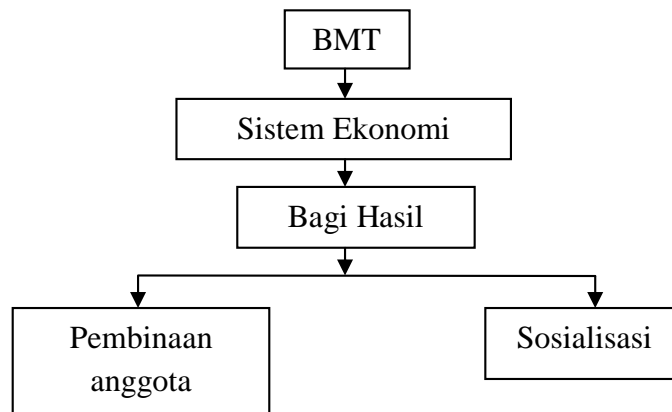 BMT
Sistem Ekonomi
Bagi Hasil
Pembinaan
anggota
Sosialisasi